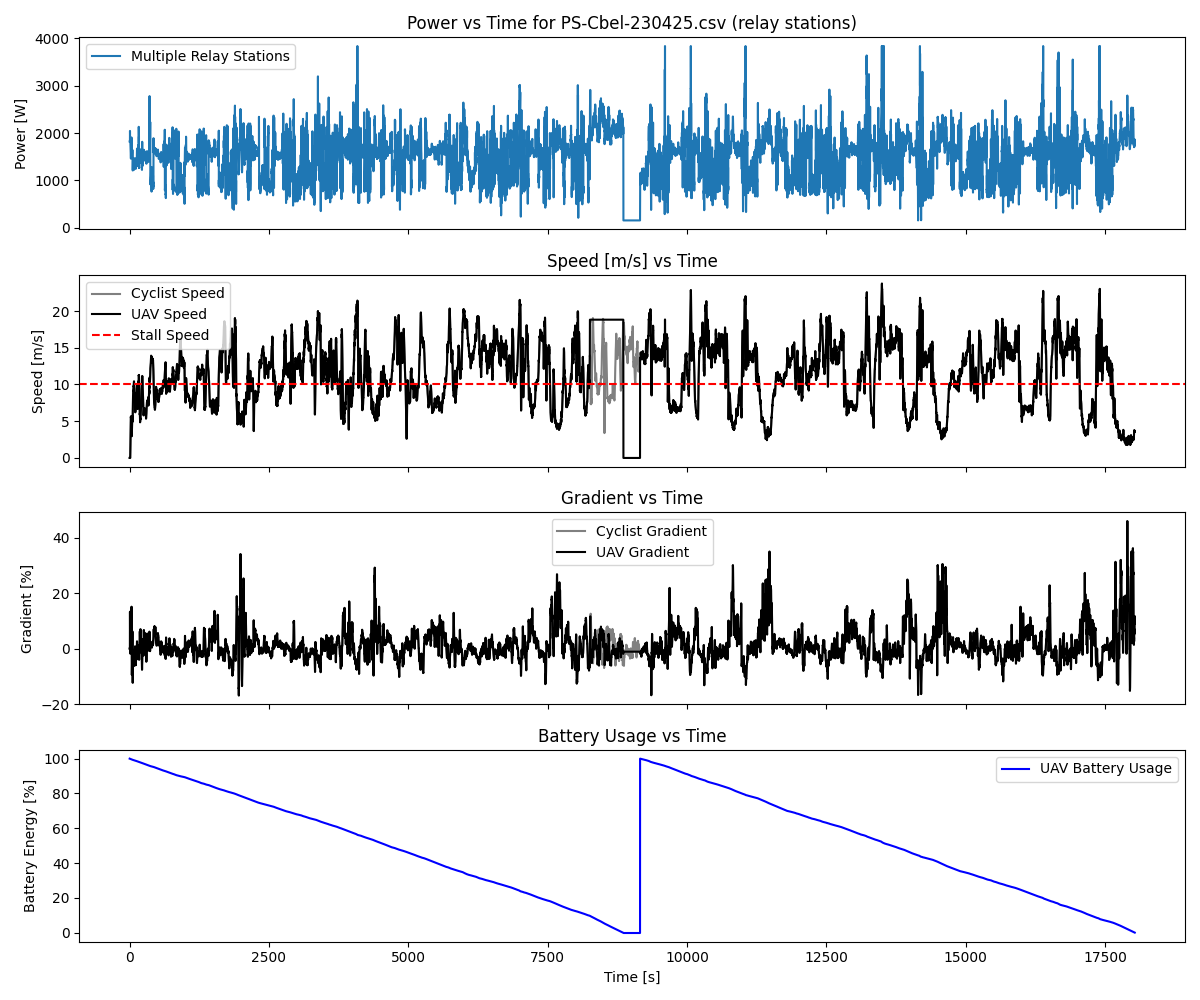 Power vs Time for PS-Cbel-230425.csv (relay stations)
4000
3000
2000
1000
0
Power [W]
Multiple Relay Stations
Speed [m/s] vs Time
20
15
10
5
0
Speed [m/s]
Cyclist Speed
UAV Speed
Stall Speed
Gradient vs Time
40
20
0
−20
Gradient [%]
Cyclist Gradient
UAV Gradient
Battery Usage vs Time
100
80
60
40
20
0
Battery Energy [%]
UAV Battery Usage
0 2500 5000 7500 10000 12500 15000 17500
Time [s]